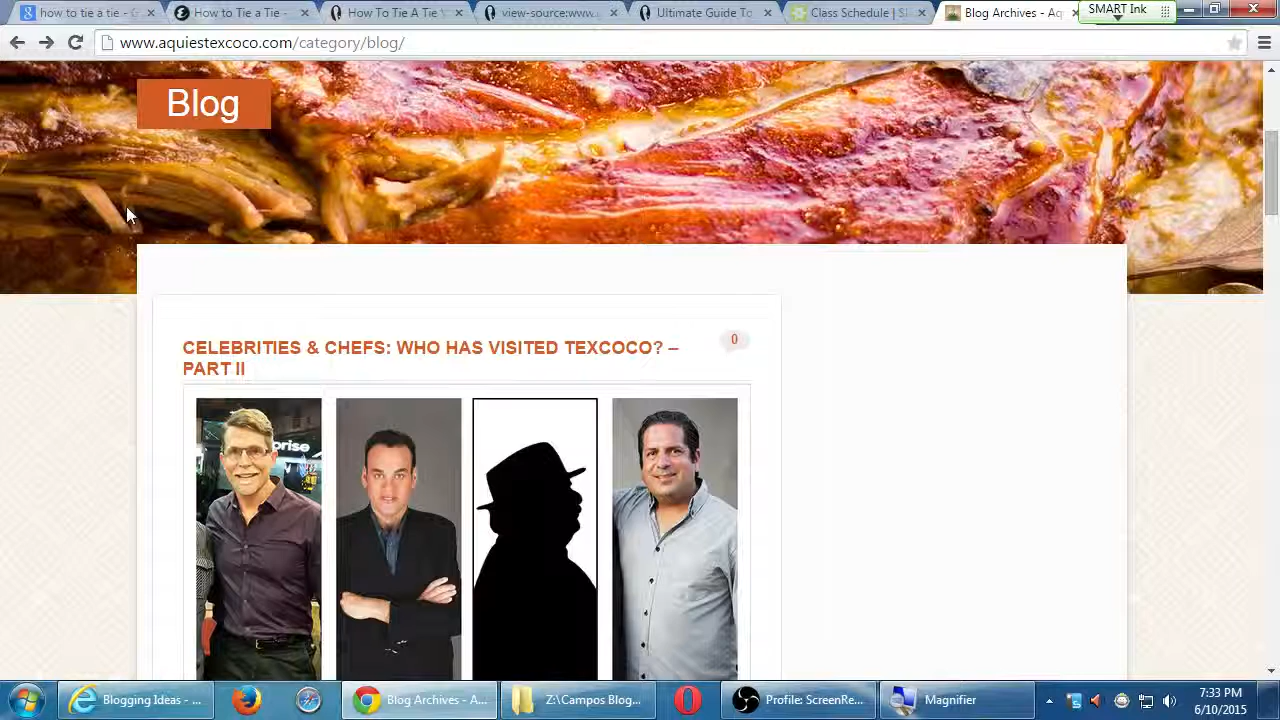 how to tie a tie - G
How to Tie a Tie -
How To Tie A Tie
view-source:www.
Ultimate Guide To
Class Schedule | S
Blog Archives - Aq
SMART Ink
www.aquiestexcoco.com/category/blog/
Blog
CELEBRITIES & CHEFS: WHO HAS VISITED TEXCOCO? –
PART II
0
prise
Blogging Ideas - ...
Blog Archives - A...
Z:\Campos Blog...
Profile: ScreenRe...
Magnifier
7:33 PM
6/10/2015